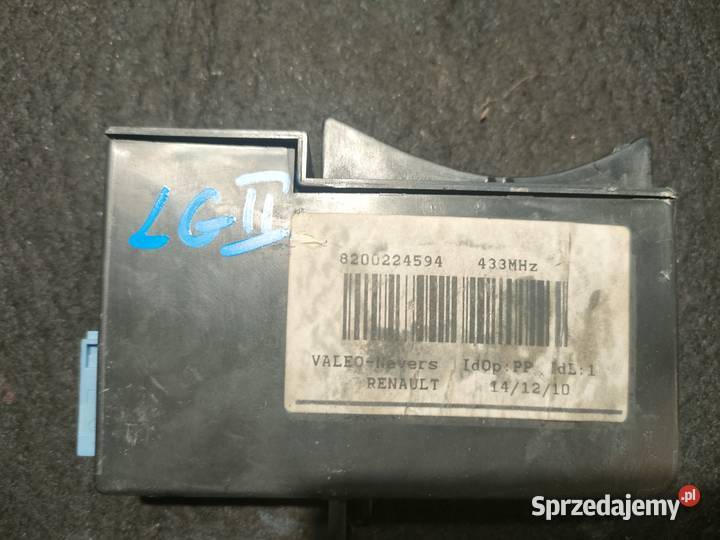 LG II
8200224594 433MHz
VALEO-Nevers IdOp:PP IdL:1
RENAULT 14/12/10
Sprzedajemy.pl